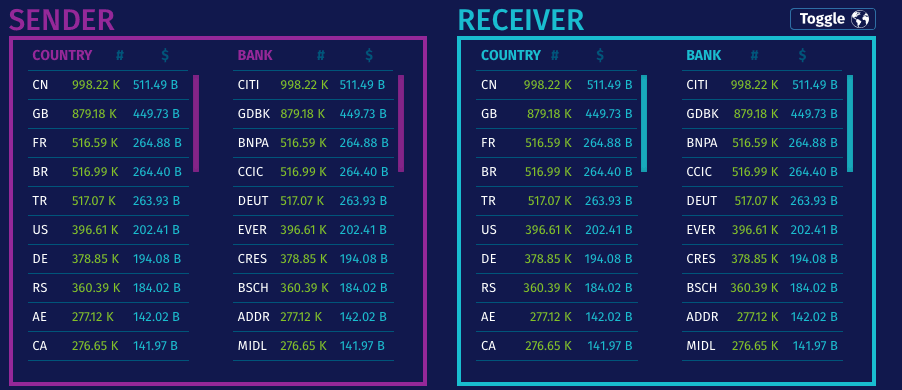 SENDER
COUNTRY # $
CN 998.22 K 511.49 B
GB 879.18 K 449.73 B
FR 516.59 K 264.88 B
BR 516.99 K 264.40 B
TR 517.07 K 263.93 B
US 396.61 K 202.41 B
DE 378.85 K 194.08 B
RS 360.39 K 184.02 B
AE 277.12 K 142.02 B
CA 276.65 K 141.97 B
BANK # $
CITI 998.22 K 511.49 B
GDBK 879.18 K 449.73 B
BNPA 516.59 K 264.88 B
CCIC 516.99 K 264.40 B
DEUT 517.07 K 263.93 B
EVER 396.61 K 202.41 B
CRES 378.85 K 194.08 B
BSCH 360.39 K 184.02 B
ADDR 277.12 K 142.02 B
MIDL 276.65 K 141.97 B
RECEIVER
Toggle
COUNTRY # $
CN 998.22 K 511.49 B
GB 879.18 K 449.73 B
FR 516.59 K 264.88 B
BR 516.99 K 264.40 B
TR 517.07 K 263.93 B
US 396.61 K 202.41 B
DE 378.85 K 194.08 B
RS 360.39 K 184.02 B
AE 277.12 K 142.02 B
CA 276.65 K 141.97 B
BANK # $
CITI 998.22 K 511.49 B
GDBK 879.18 K 449.73 B
BNPA 516.59 K 264.88 B
CCIC 516.99 K 264.40 B
DEUT 517.07 K 263.93 B
EVER 396.61 K 202.41 B
CRES 378.85 K 194.08 B
BSCH 360.39 K 184.02 B
ADDR 277.12 K 142.02 B
MIDL 276.65 K 141.97 B